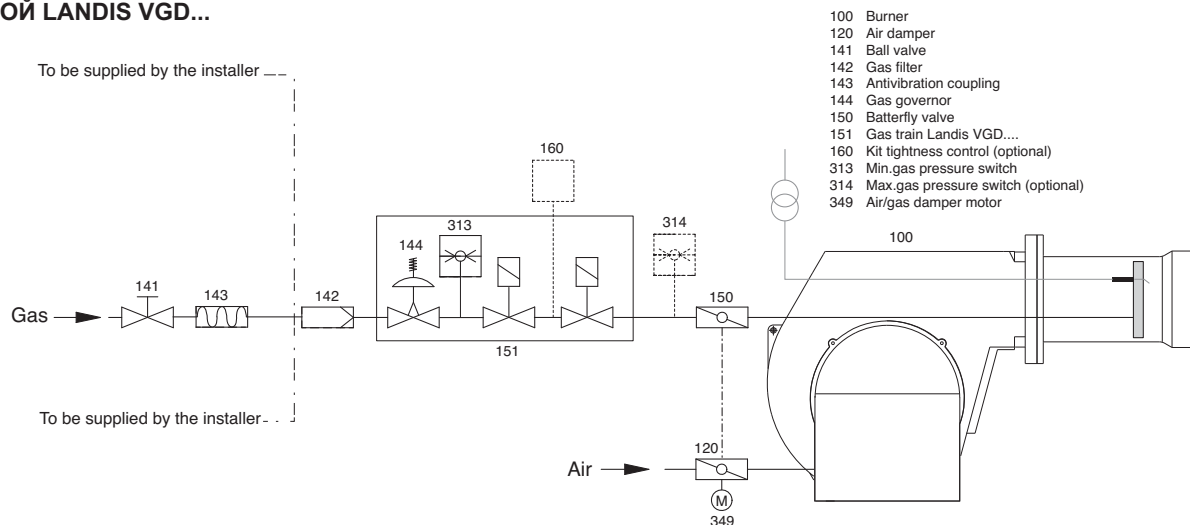 ОЙ LANDIS VGD...
100 Burner
120 Air damper
141 Ball valve
142 Gas filter
143 Antivibration coupling
144 Gas governor
150 Batterfly valve
151 Gas train Landis VGD....
160 Kit tightness control (optional)
313 Min.gas pressure switch
314 Max.gas pressure switch (optional)
349 Air/gas damper motor
To be supplied by the installer
160
144
313
314
100
141
143
142
150
Gas
151
To be supplied by the installer
120
Air
M
349